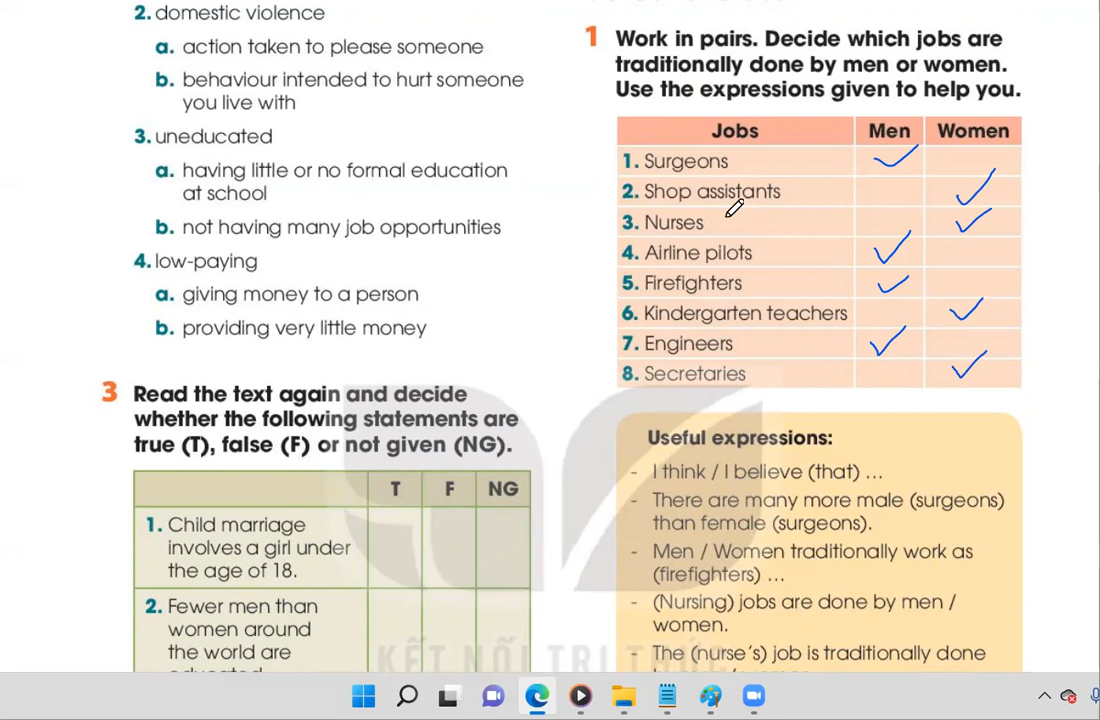 2. domestic violence
a. action taken to please someone
b. behaviour intended to hurt someone
you live with
3. uneducated
a. having little or no formal education
at school
b. not having many job opportunities
4. low-paying
a. giving money to a person
b. providing very little money
3 Read the text again and decide
whether the following statements are
true (T), false (F) or not given (NG).
T F NG
1. Child marriage
involves a girl under
the age of 18.
2. Fewer men than
women around
the world are
1 Work in pairs. Decide which jobs are
traditionally done by men or women.
Use the expressions given to help you.
Jobs Men Women
1. Surgeons
2. Shop assistants
3. Nurses
4. Airline pilots
5. Firefighters
6. Kindergarten teachers
7. Engineers
8. Secretaries
Useful expressions:
- I think / I believe (that) ...
- There are many more male (surgeons)
than female (surgeons).
- Men / Women traditionally work as
(firefighters) ...
- (Nursing) jobs are done by men /
women.
- The (nurse's) job is traditionally done
KẾT NỐI TRI THỨC